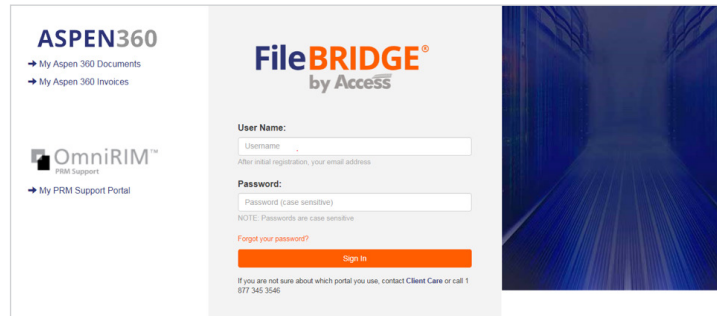 ASPEN360
My Aspen 360 Documents
My Aspen 360 Invoices
OmniRIM™
PRM Support
My PRM Support Portal
FileBRIDGE®
by Access
User Name:
Username
After initial registration, your email address
Password:
Password (case sensitive)
NOTE: Passwords are case sensitive
Forgot your password?
Sign In
If you are not sure about which portal you use, contact Client Care or call 1
877 345 3546